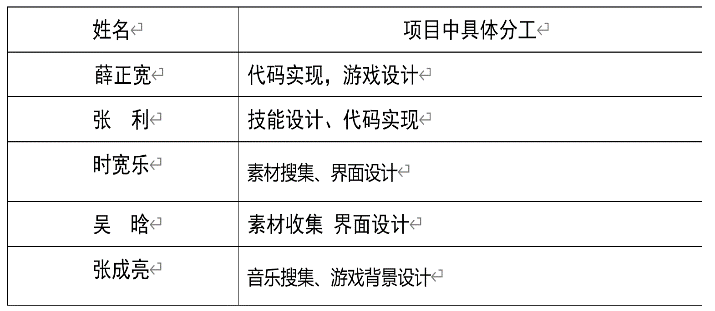 姓名 项目中具体分工
薛正宽 代码实现，游戏设计
张 利 技能设计、代码实现
时宽乐 素材搜集、界面设计
吴 晗 素材收集 界面设计
张成亮 音乐搜集、游戏背景设计